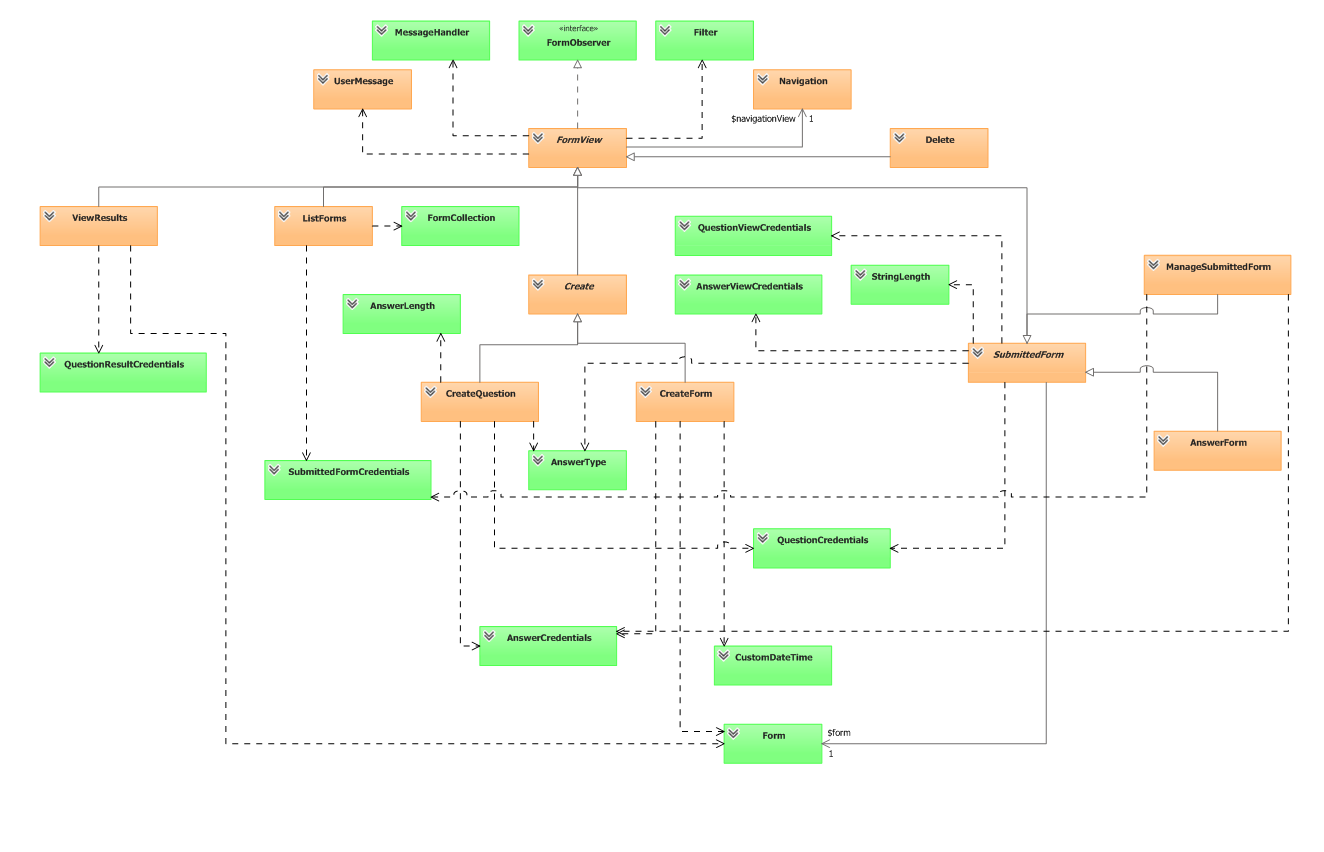 «interface»
MessageHandler
FormObserver
Filter
UserMessage
Navigation
$navigationView
1
FormView
Delete
ViewResults
ListForms
FormCollection
QuestionViewCredentials
ManageSubmittedForm
StringLength
Create
AnswerViewCredentials
AnswerLength
SubmittedForm
QuestionResultCredentials
CreateQuestion
CreateForm
AnswerForm
AnswerType
SubmittedFormCredentials
QuestionCredentials
AnswerCredentials
CustomDateTime
Form
$form
1